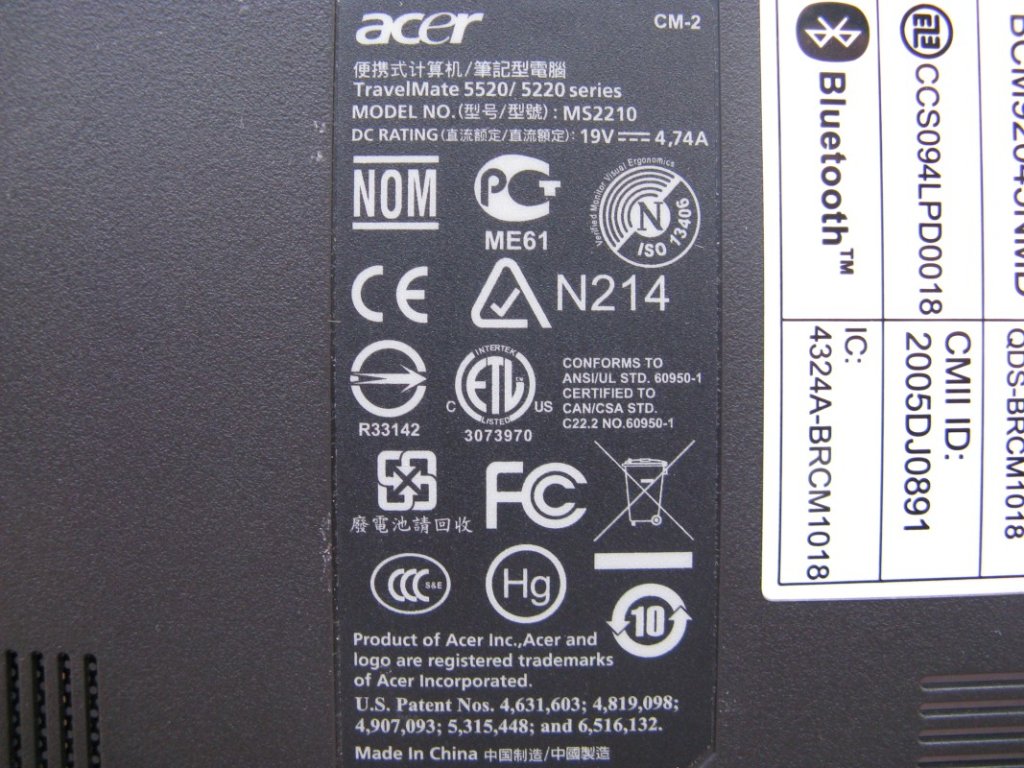 acer
CM-2
便携式计算机/筆記型電腦
TravelMate 5520/ 5220 series
MODEL NO.(型号/型號) : MS2210
DC RATING(直流额定/直流額定): 19V 4,74A
NOM
PCT
ME61
Verified Monitor Visual Ergonomics
N
ISO 13406
CE
N214
R33142
INTERTEK
ETL
LISTED
C US
3073970
CONFORMS TO
ANSI/UL STD. 60950-1
CERTIFIED TO
CAN/CSA STD.
C22.2 NO.60950-1
廢電池請回收
FC
CCC S&E
Hg
10
Product of Acer Inc.,Acer and
logo are registered trademarks
of Acer Incorporated.
U.S. Patent Nos. 4,631,603; 4,819,098;
4,907,093; 5,315,448; and 6,516,132.
Made In China 中国制造/中國製造
QDS-BRCM1018
CCS094LPD0018
CMII ID:
2005DJ0891
Bluetooth™
IC:
4324A-BRCM1018